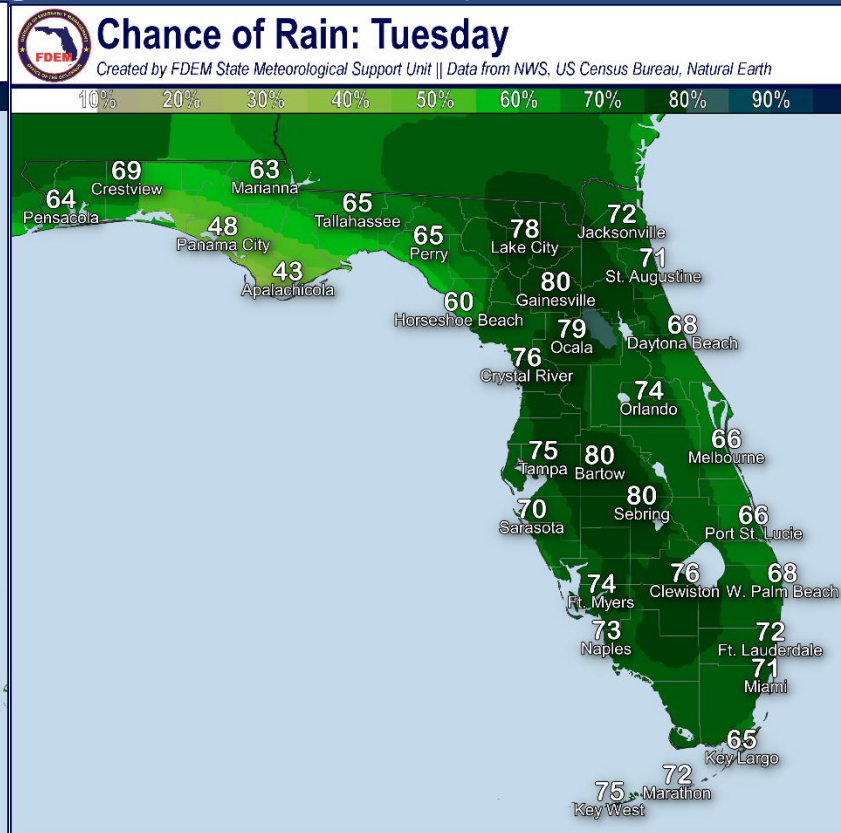 FDEM
Chance of Rain: Tuesday
Created by FDEM State Meteorological Support Unit || Data from NWS, US Census Bureau, Natural Earth
10% 20% 30% 40% 50% 60% 70% 80% 90%
69
Crestview
63
Marianna
64
Pensacola
65
Tallahassee
48
Panama City
65
Perry
78
Lake City
72
Jacksonville
71
St. Augustine
43
Apalachicola
80
Gainesville
60
Horseshoe Beach
79
Ocala
68
Daytona Beach
76
Crystal River
74
Orlando
66
Melbourne
75
Tampa
80
Bartow
80
Sebring
70
Sarasota
66
Port St. Lucie
74
Ft. Myers
76
Clewiston
68
W. Palm Beach
73
Naples
72
Ft. Lauderdale
71
Miami
65
Key Largo
72
Marathon
75
Key West